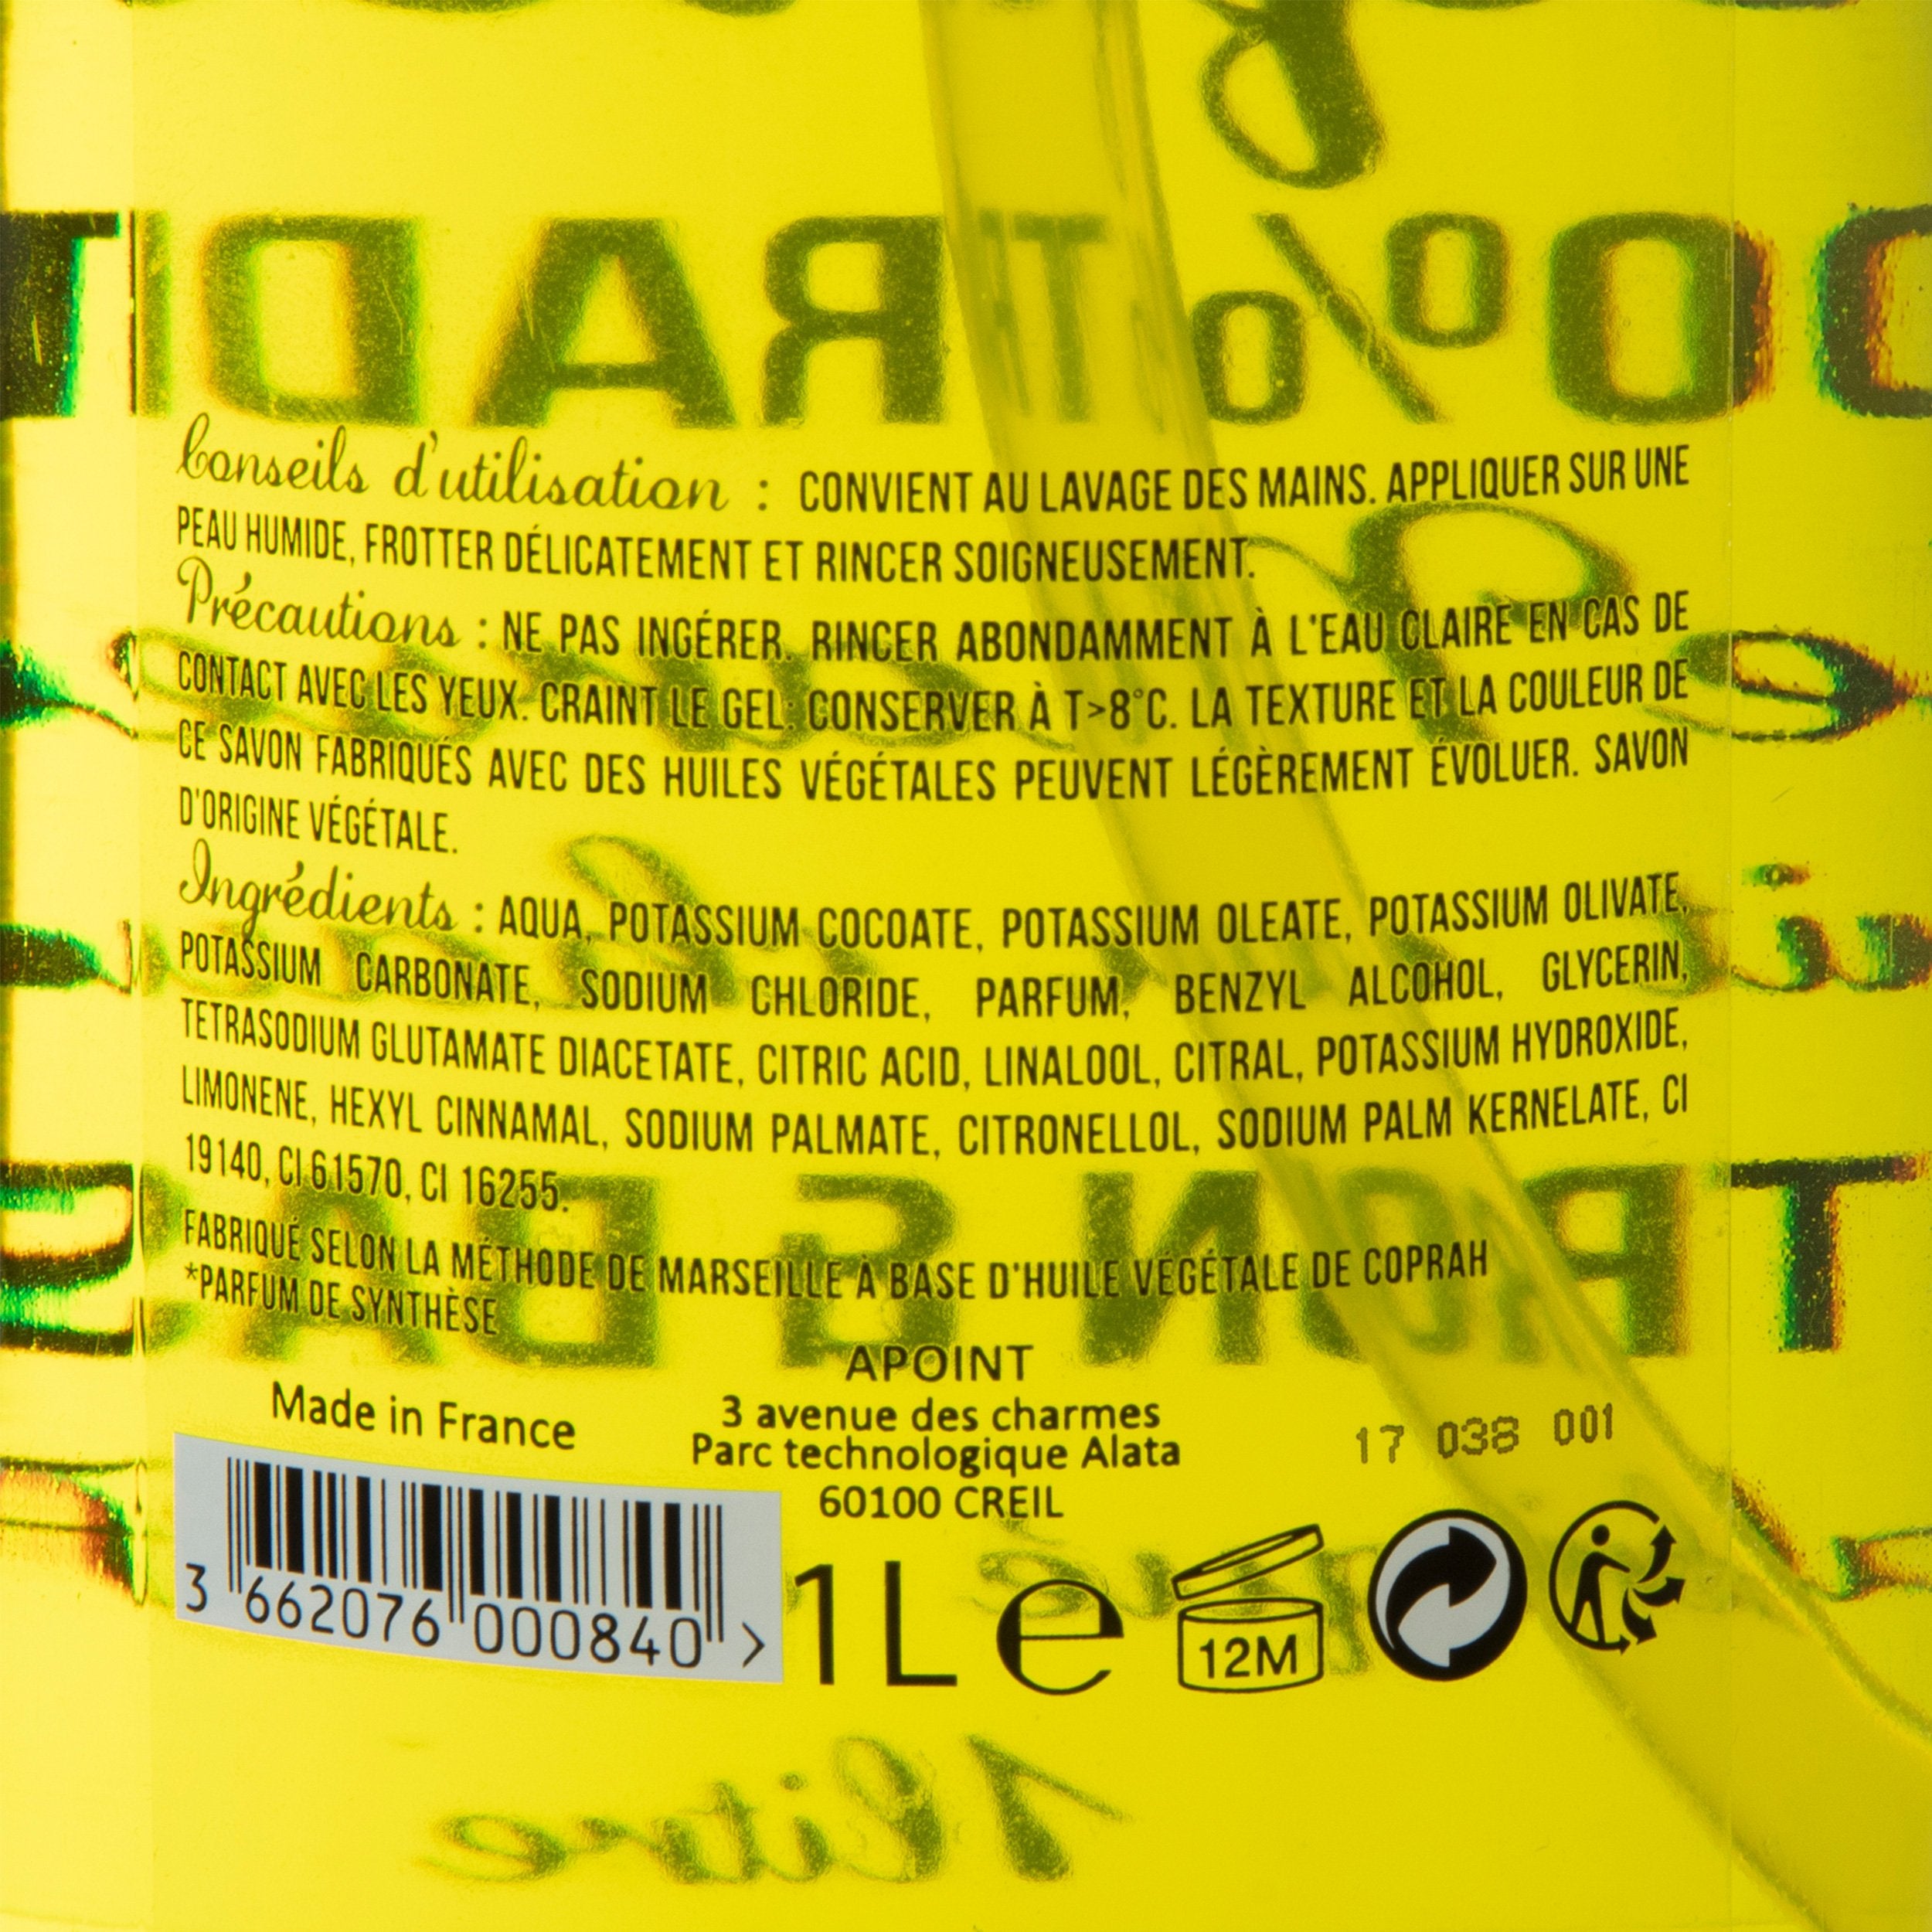 Conseils d'utilisation : CONVIENT AU LAVAGE DES MAINS. APPLIQUER SUR UNE
PEAU HUMIDE, FROTTER DÉLICATEMENT ET RINCER SOIGNEUSEMENT.
Précautions : NE PAS INGÉRER. RINCER ABONDAMMENT À L'EAU CLAIRE EN CAS DE
CONTACT AVEC LES YEUX. CRAINT LE GEL. CONSERVER À T>8°C. LA TEXTURE ET LA COULEUR DE
CE SAVON FABRIQUÉS AVEC DES HUILES VÉGÉTALES PEUVENT LÉGÈREMENT ÉVOLUER. SAVON
D'ORIGINE VÉGÉTALE.
Ingrédients : AQUA, POTASSIUM COCOATE, POTASSIUM OLEATE, POTASSIUM OLIVATE,
POTASSIUM CARBONATE, SODIUM CHLORIDE, PARFUM, BENZYL ALCOHOL, GLYCERIN,
TETRASODIUM GLUTAMATE DIACETATE, CITRIC ACID, LINALOOL, CITRAL, POTASSIUM HYDROXIDE,
LIMONENE, HEXYL CINNAMAL, SODIUM PALMATE, CITRONELLOL, SODIUM PALM KERNELATE, CI
19140, CI 61570, CI 16255.
FABRIQUÉ SELON LA MÉTHODE DE MARSEILLE À BASE D'HUILE VÉGÉTALE DE COPRAH
*PARFUM DE SYNTHÈSE
APOINT
Made in France
3 avenue des charmes
Parc technologique Alata
60100 CREIL
17 038 001
3 662076 000840 >
1L e
12M
1 litre